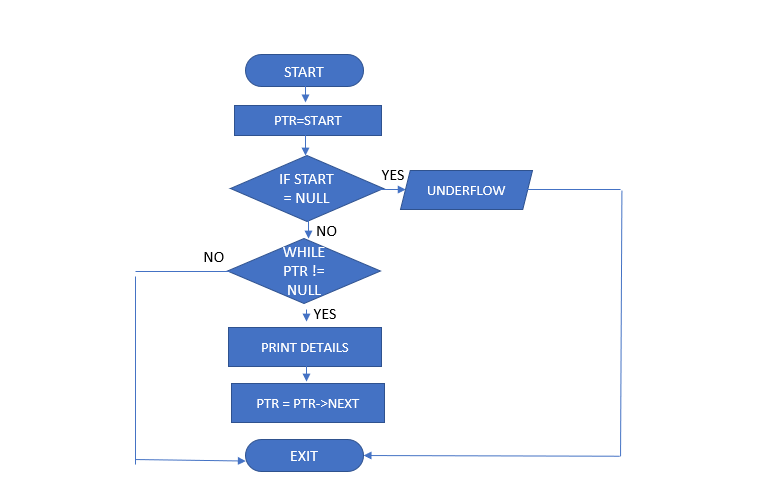 START
PTR=START
IF START
= NULL
YES
UNDERFLOW
NO
NO
WHILE
PTR !=
NULL
YES
PRINT DETAILS
PTR = PTR->NEXT
EXIT